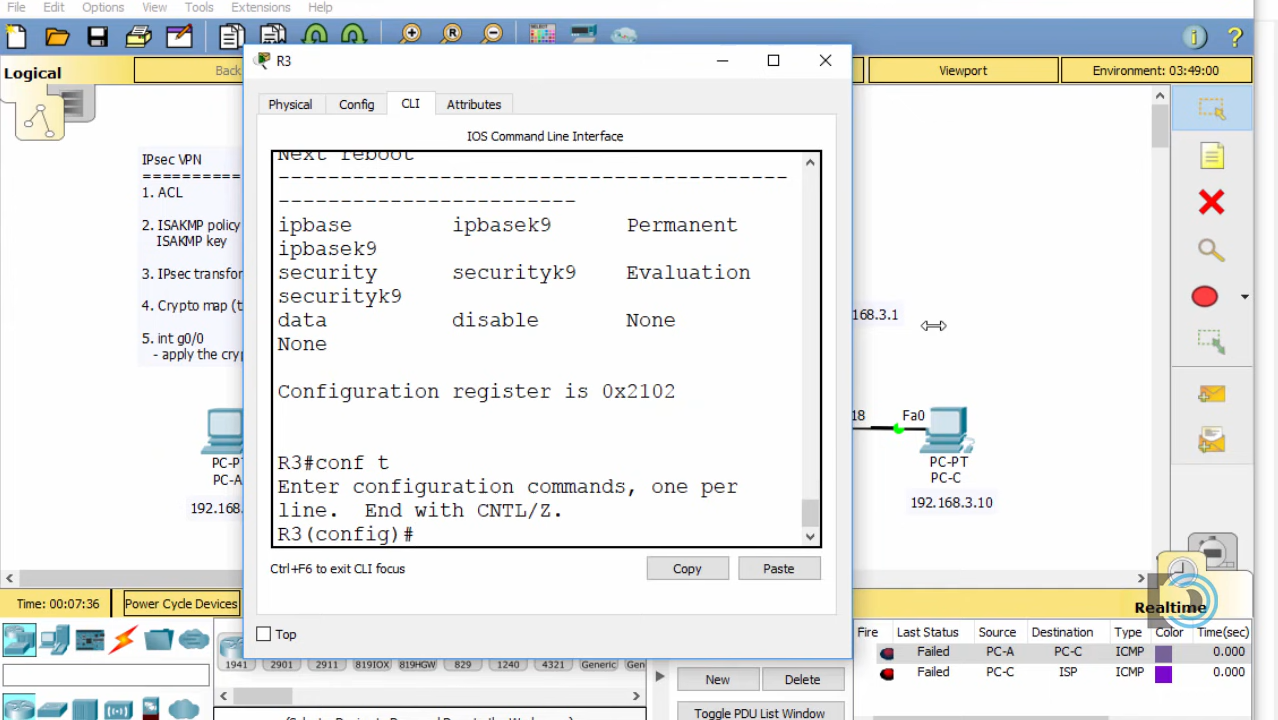 File Edit Options View Tools Extensions Help
Logical
Back
Viewport
Environment: 03:49:00
R3
Physical Config CLI Attributes
IOS Command Line Interface
Next reboot
-----------------------------------------
------------------------
ipbase ipbasek9 Permanent
ipbasek9
security securityk9 Evaluation
securityk9
data disable None
None
Configuration register is 0x2102
R3#conf t
Enter configuration commands, one per
line. End with CNTL/Z.
R3(config)#
Ctrl+F6 to exit CLI focus
Copy
Paste
Top
IPsec VPN
===========
1. ACL
2. ISAKMP policy
ISAKMP key
3. IPsec transfor
4. Crypto map (t
5. int g0/0
- apply the cry
PC-P
PC-A
192.168
168.3.1
18 Fa0
PC-PT
PC-C
192.168.3.10
Time: 00:07:36
Power Cycle Devices
Realtime
1941 2901 2911 819IOX 819HGW 829 1240 4321 Generic Gen
New
Delete
Toggle PDU List Window
Fire Last Status Source Destination Type Color Time(sec)
Failed PC-A PC-C ICMP 0.000
Failed PC-C ISP ICMP 0.000